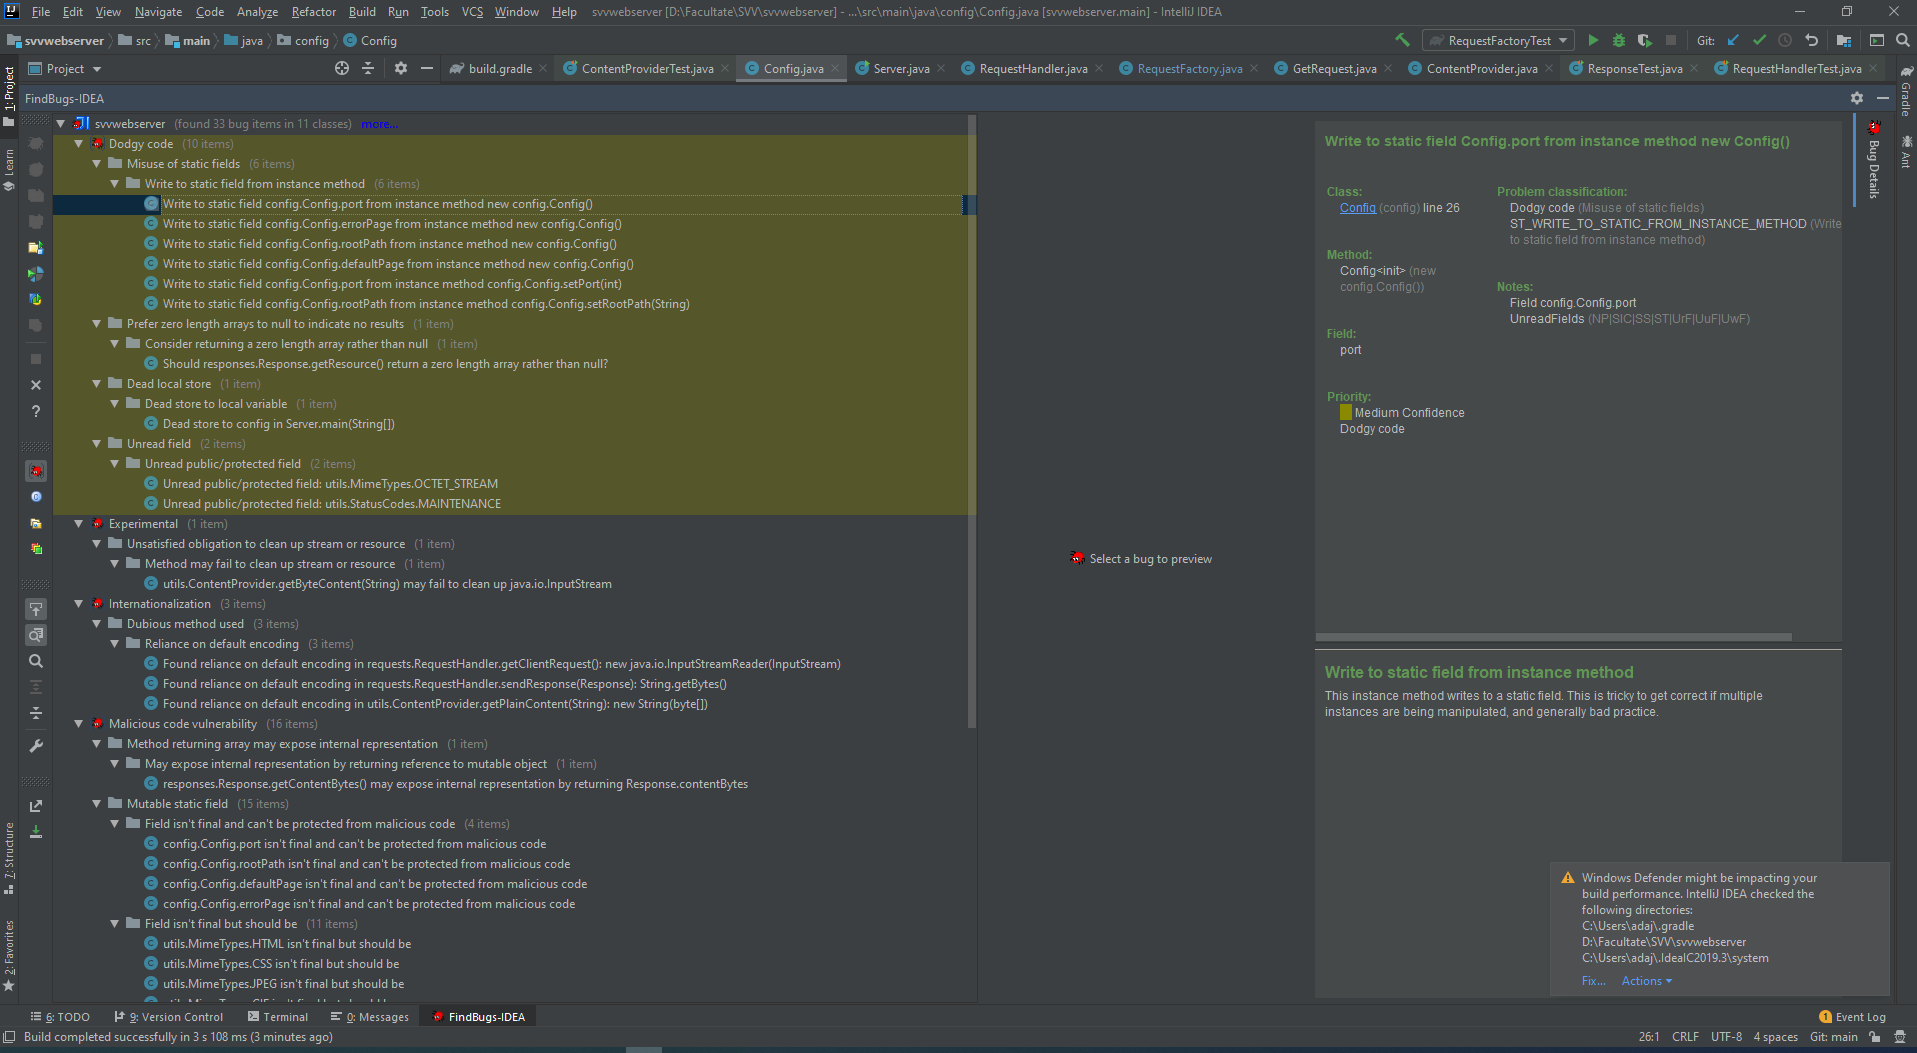 File Edit View Navigate Code Analyze Refactor Build Run Tools VCS Window Help svvwebserver [D:\Facultate\SVV\svvwebserver] - ...\src\main\java\config\Config.java [svvwebserver.main] - IntelliJ IDEA
svvwebserver src main java config Config RequestFactoryTest Git:
Project build.gradle ContentProviderTest.java Config.java Server.java RequestHandler.java RequestFactory.java GetRequest.java ContentProvider.java ResponseTest.java RequestHandlerTest.java
FindBugs-IDEA
1: Project
Learn
7: Structure
2: Favorites
Gradle
Ant
svvwebserver (found 33 bug items in 11 classes) more...
Dodgy code (10 items)
Misuse of static fields (6 items)
Write to static field from instance method (6 items)
Write to static field config.Config.port from instance method new config.Config()
Write to static field config.Config.errorPage from instance method new config.Config()
Write to static field config.Config.rootPath from instance method new config.Config()
Write to static field config.Config.defaultPage from instance method new config.Config()
Write to static field config.Config.port from instance method config.Config.setPort(int)
Write to static field config.Config.rootPath from instance method config.Config.setRootPath(String)
Prefer zero length arrays to null to indicate no results (1 item)
Consider returning a zero length array rather than null (1 item)
Should responses.Response.getResource() return a zero length array rather than null?
Dead local store (1 item)
Dead store to local variable (1 item)
Dead store to config in Server.main(String[])
Unread field (2 items)
Unread public/protected field (2 items)
Unread public/protected field: utils.MimeTypes.OCTET_STREAM
Unread public/protected field: utils.StatusCodes.MAINTENANCE
Experimental (1 item)
Unsatisfied obligation to clean up stream or resource (1 item)
Method may fail to clean up stream or resource (1 item)
utils.ContentProvider.getByteContent(String) may fail to clean up java.io.InputStream
Internationalization (3 items)
Dubious method used (3 items)
Reliance on default encoding (3 items)
Found reliance on default encoding in requests.RequestHandler.getClientRequest(): new java.io.InputStreamReader(InputStream)
Found reliance on default encoding in requests.RequestHandler.sendResponse(Response): String.getBytes()
Found reliance on default encoding in utils.ContentProvider.getPlainContent(String): new String(byte[])
Malicious code vulnerability (16 items)
Method returning array may expose internal representation (1 item)
May expose internal representation by returning reference to mutable object (1 item)
responses.Response.getContentBytes() may expose internal representation by returning Response.contentBytes
Mutable static field (15 items)
Field isn't final and can't be protected from malicious code (4 items)
config.Config.port isn't final and can't be protected from malicious code
config.Config.rootPath isn't final and can't be protected from malicious code
config.Config.defaultPage isn't final and can't be protected from malicious code
config.Config.errorPage isn't final and can't be protected from malicious code
Field isn't final but should be (11 items)
utils.MimeTypes.HTML isn't final but should be
utils.MimeTypes.CSS isn't final but should be
utils.MimeTypes.JPEG isn't final but should be
Select a bug to preview
Write to static field Config.port from instance method new Config()
Class:
Config (config) line 26
Method:
Config<init> (new
config.Config())
Field:
port
Priority:
Medium Confidence
Dodgy code
Problem classification:
Dodgy code (Misuse of static fields)
ST_WRITE_TO_STATIC_FROM_INSTANCE_METHOD (Write
to static field from instance method)
Notes:
Field config.Config.port
UnreadFields (NP|SIC|SS|ST|UrF|UuF|UwF)
Bug Details
Write to static field from instance method
This instance method writes to a static field. This is tricky to get correct if multiple
instances are being manipulated, and generally bad practice.
Windows Defender might be impacting your
build performance. IntelliJ IDEA checked the
following directories:
C:\Users\adaj\.gradle
D:\Facultate\SVV\svvwebserver
C:\Users\adaj\.IdeaIC2019.3\system
Fix... Actions
6: TODO 9: Version Control Terminal 0: Messages FindBugs-IDEA 1 Event Log
Build completed successfully in 3 s 108 ms (3 minutes ago) 26:1 CRLF UTF-8 4 spaces Git: main